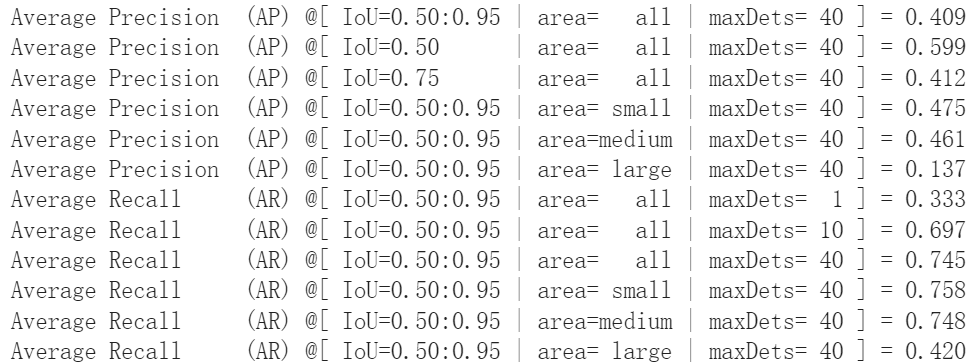 Average Precision  (AP) @[ IoU=0.50:0.95 | area=   all | maxDets= 40 ] = 0.409
Average Precision  (AP) @[ IoU=0.50      | area=   all | maxDets= 40 ] = 0.599
Average Precision  (AP) @[ IoU=0.75      | area=   all | maxDets= 40 ] = 0.412
Average Precision  (AP) @[ IoU=0.50:0.95 | area= small | maxDets= 40 ] = 0.475
Average Precision  (AP) @[ IoU=0.50:0.95 | area=medium | maxDets= 40 ] = 0.461
Average Precision  (AP) @[ IoU=0.50:0.95 | area= large | maxDets= 40 ] = 0.137
Average Recall     (AR) @[ IoU=0.50:0.95 | area=   all | maxDets=  1 ] = 0.333
Average Recall     (AR) @[ IoU=0.50:0.95 | area=   all | maxDets= 10 ] = 0.697
Average Recall     (AR) @[ IoU=0.50:0.95 | area=   all | maxDets= 40 ] = 0.745
Average Recall     (AR) @[ IoU=0.50:0.95 | area= small | maxDets= 40 ] = 0.758
Average Recall     (AR) @[ IoU=0.50:0.95 | area=medium | maxDets= 40 ] = 0.748
Average Recall     (AR) @[ IoU=0.50:0.95 | area= large | maxDets= 40 ] = 0.420